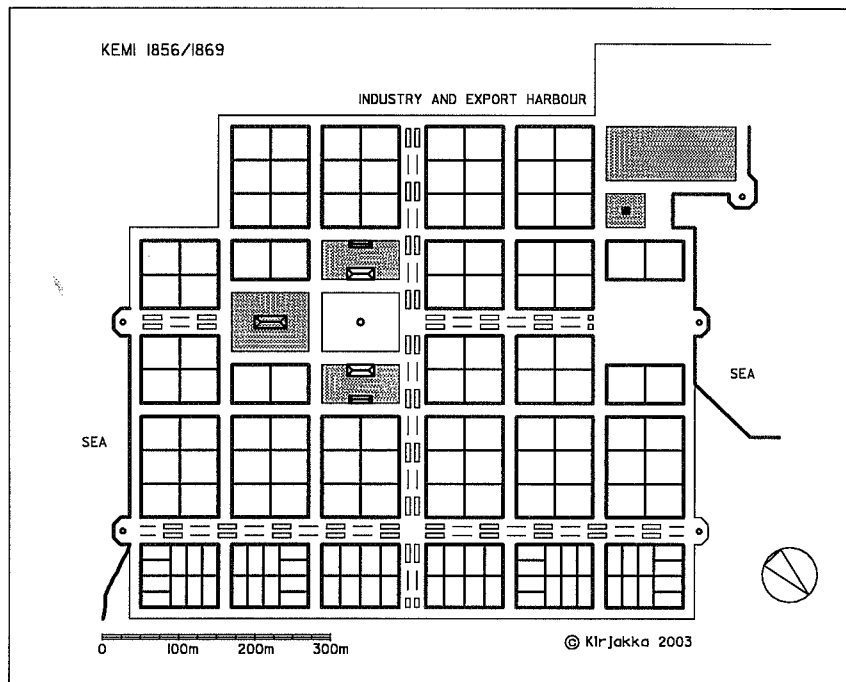 KEMI 1856/1869
INDUSTRY AND EXPORT HARBOUR
SEA
SEA
0 100m 200m 300m
© Kirjakka 2003